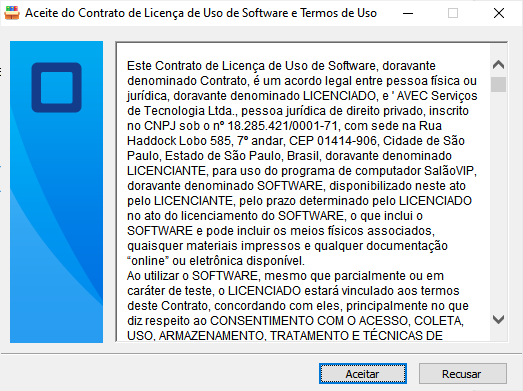 Aceite do Contrato de Licença de Uso de Software e Termos de Uso
Este Contrato de Licença de Uso de Software, doravante
denominado Contrato, é um acordo legal entre pessoa física ou
jurídica, doravante denominado LICENCIADO, e ' AVEC Serviços
de Tecnologia Ltda., pessoa jurídica de direito privado, inscrito
no CNPJ sob o nº 18.285.421/0001-71, com sede na Rua
Haddock Lobo 585, 7º andar, CEP 01414-906, Cidade de São
Paulo, Estado de São Paulo, Brasil, doravante denominado
LICENCIANTE, para uso do programa de computador SalãoVIP,
doravante denominado SOFTWARE, disponibilizado neste ato
pelo LICENCIANTE, pelo prazo determinado pelo LICENCIADO
no ato do licenciamento do SOFTWARE, o que inclui o
SOFTWARE e pode incluir os meios físicos associados,
quaisquer materiais impressos e qualquer documentação
“online” ou eletrônica disponível.
Ao utilizar o SOFTWARE, mesmo que parcialmente ou em
caráter de teste, o LICENCIADO estará vinculado aos termos
deste Contrato, concordando com eles, principalmente no que
diz respeito ao CONSENTIMENTO COM O ACESSO, COLETA,
USO, ARMAZENAMENTO, TRATAMENTO E TÉCNICAS DE
Aceitar
Recusar